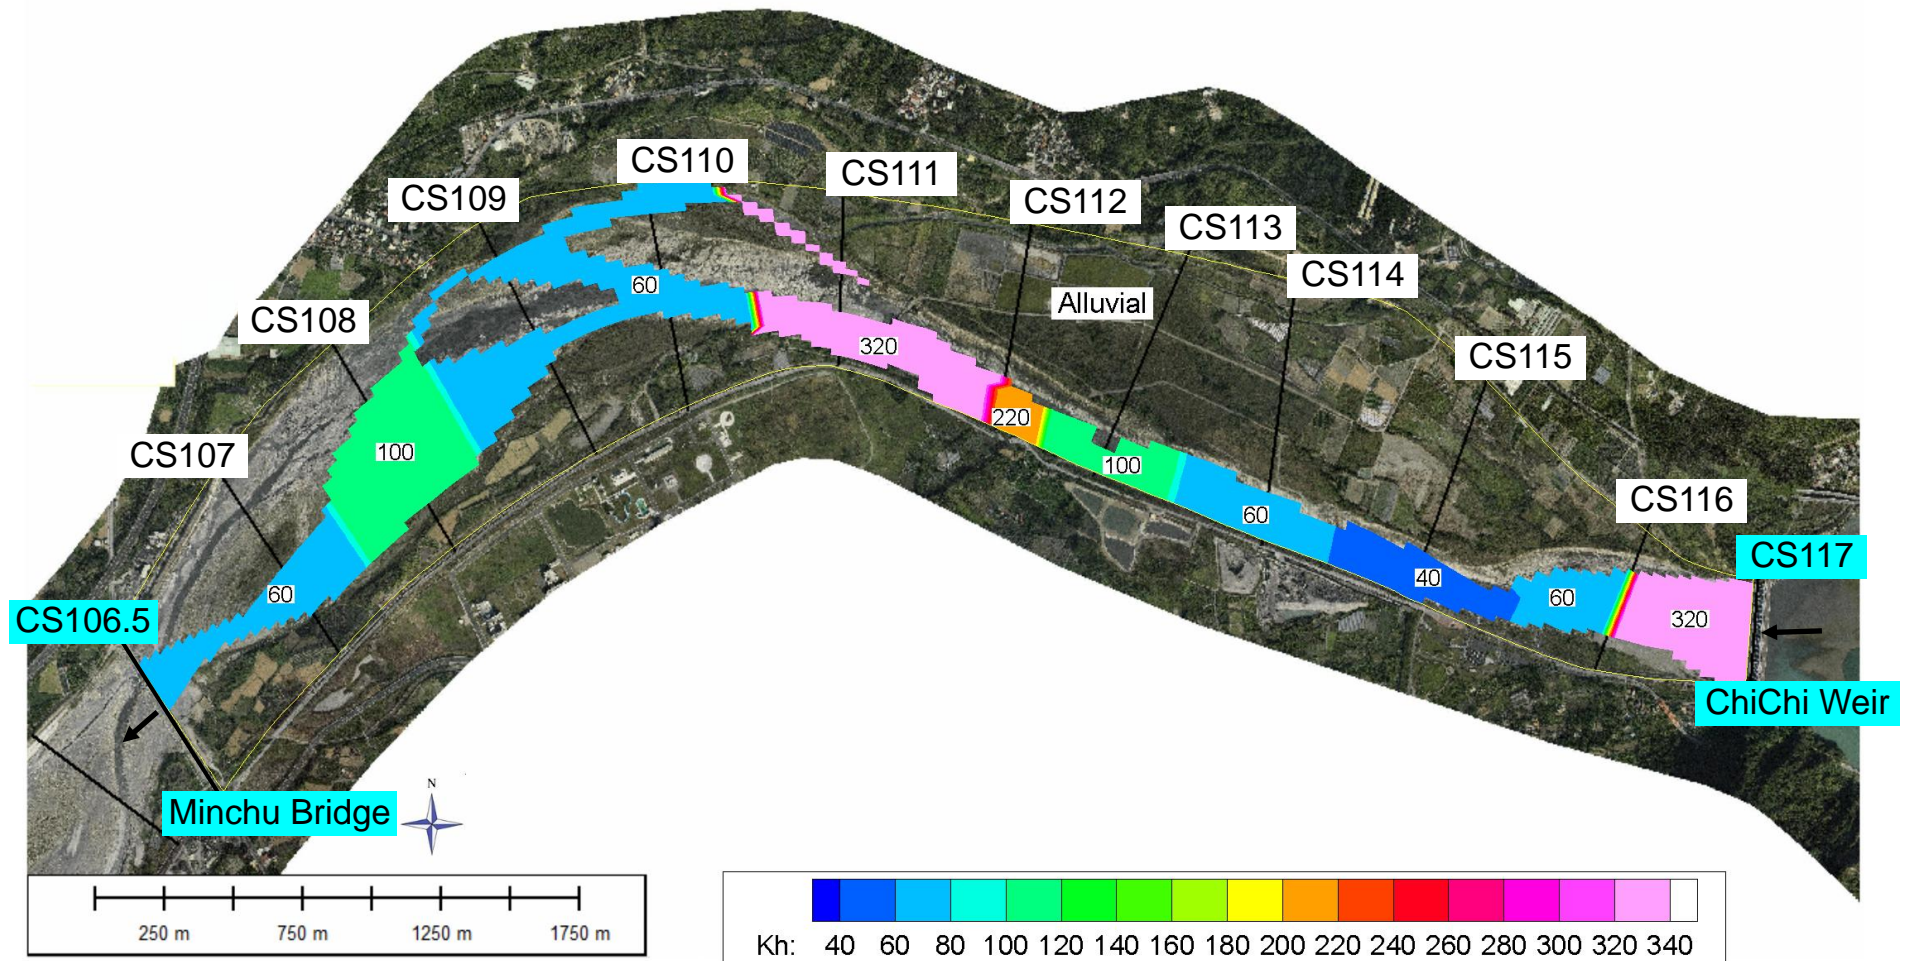 CS110
CS111
CS109
CS112
CS113
CS114
60
Alluvial
CS108
320
CS115
220
CS107
100
100
CS116
60
CS117
40
60
60
320
CS106.5
ChiChi Weir
Minchu Bridge
N
250 m 750 m 1250 m 1750 m
Kh: 40 60 80 100 120 140 160 180 200 220 240 260 280 300 320 340